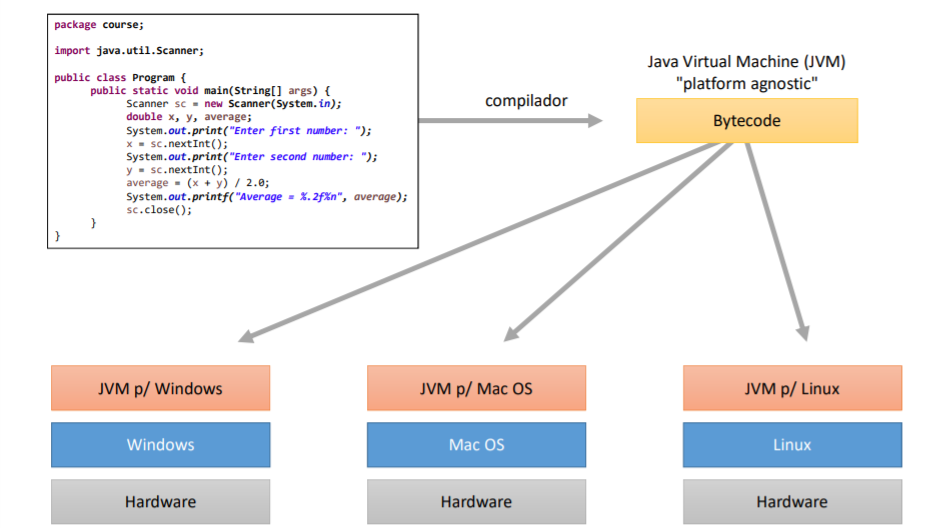 package course;
import java.util.Scanner;
public class Program {
public static void main(String[] args) {
Scanner sc = new Scanner(System.in);
double x, y, average;
System.out.print("Enter first number: ");
x = sc.nextInt();
System.out.print("Enter second number: ");
y = sc.nextInt();
average = (x + y) / 2.0;
System.out.printf("Average = %.2f%n", average);
sc.close();
}
}
compilador
Java Virtual Machine (JVM)
"platform agnostic"
Bytecode
JVM p/ Windows
Windows
Hardware
JVM p/ Mac OS
Mac OS
Hardware
JVM p/ Linux
Linux
Hardware